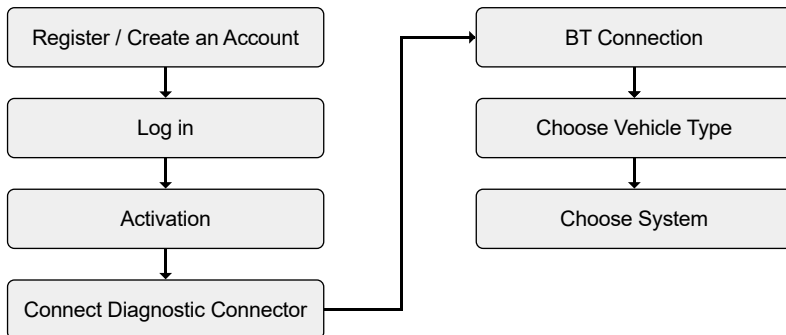 Register / Create an Account
Log in
Activation
Connect Diagnostic Connector
BT Connection
Choose Vehicle Type
Choose System